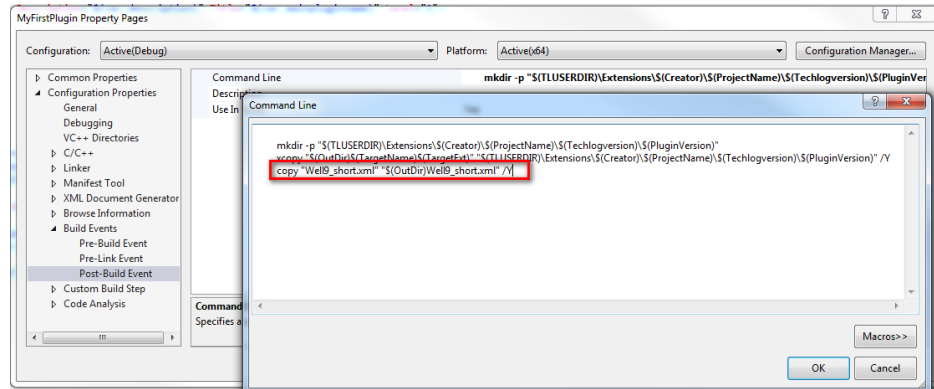 MyFirstPlugin Property Pages
Configuration: Active(Debug) Platform: Active(x64) Configuration Manager...
Common Properties
Configuration Properties
General
Debugging
VC++ Directories
C/C++
Linker
Manifest Tool
XML Document Generator
Browse Information
Build Events
Pre-Build Event
Pre-Link Event
Post-Build Event
Custom Build Step
Code Analysis
Command Line mkdir -p "$(TLUSERDIR)\Extensions\$(Creator)\$(ProjectName)\$(Techlogversion)\$(PluginVer
Use In
Command
Specifies a
Command Line
mkdir -p "$(TLUSERDIR)\Extensions\$(Creator)\$(ProjectName)\$(Techlogversion)\$(PluginVersion)"
xcopy "$(OutDir)$(TargetName)$(TargetExt)" "$(TLUSERDIR)\Extensions\$(Creator)\$(ProjectName)\$(Techlogversion)\$(PluginVersion)" /Y
copy "Well9_short.xml" "$(OutDir)Well9_short.xml" /Y
Macros>>
OK Cancel